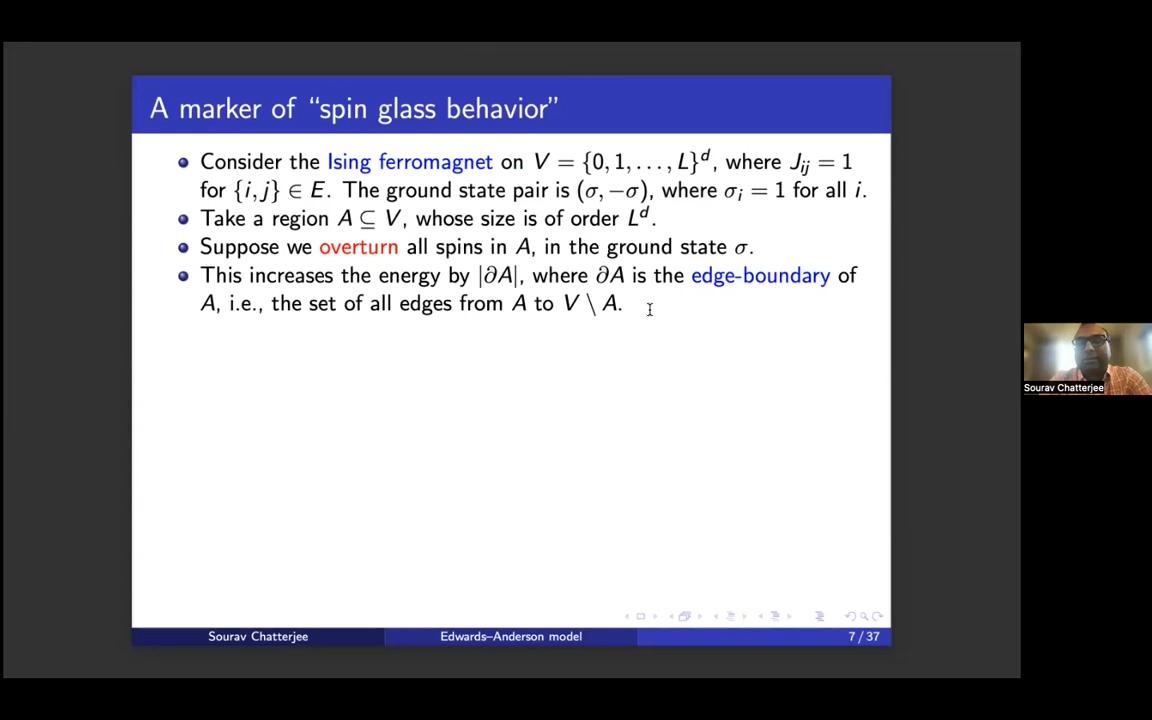 A marker of “spin glass behavior”
Consider the Ising ferromagnet on V = {0, 1, . . . , L}^d, where J_ij = 1
for {i, j} ∈ E. The ground state pair is (σ, −σ), where σ_i = 1 for all i.
Take a region A ⊆ V, whose size is of order L^d.
Suppose we overturn all spins in A, in the ground state σ.
This increases the energy by |∂A|, where ∂A is the edge-boundary of
A, i.e., the set of all edges from A to V \ A.
Sourav Chatterjee
Sourav Chatterjee
Edwards–Anderson model
7 / 37